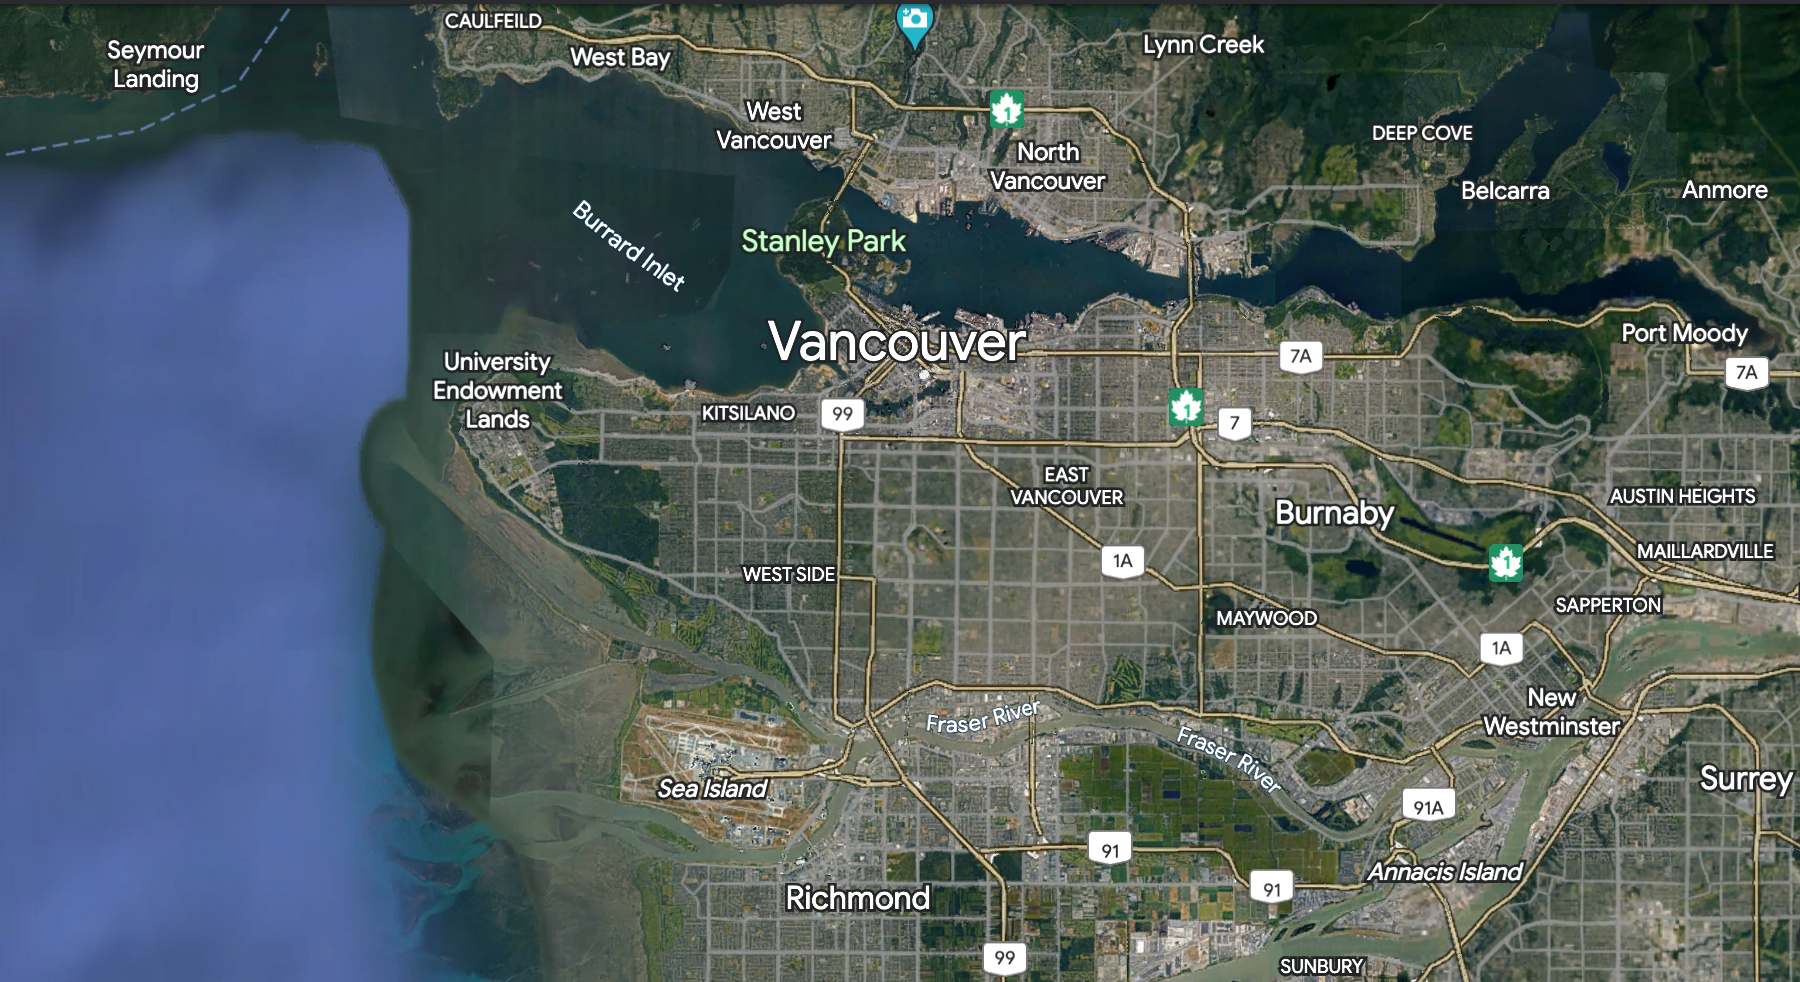 CAULFEILD
Seymour
Landing
West Bay
Lynn Creek
West
Vancouver
1
North
Vancouver
DEEP COVE
Belcarra
Anmore
Burrard Inlet
Stanley Park
Vancouver
Port Moody
7A
7A
University
Endowment
Lands
KITSILANO
99
1
7
EAST
VANCOUVER
Burnaby
AUSTIN HEIGHTS
1A
1
MAILLARDVILLE
WEST SIDE
MAYWOOD
SAPPERTON
1A
New
Westminster
Fraser River
Fraser River
Sea Island
Surrey
91A
91
Annacis Island
91
Richmond
99
SUNBURY